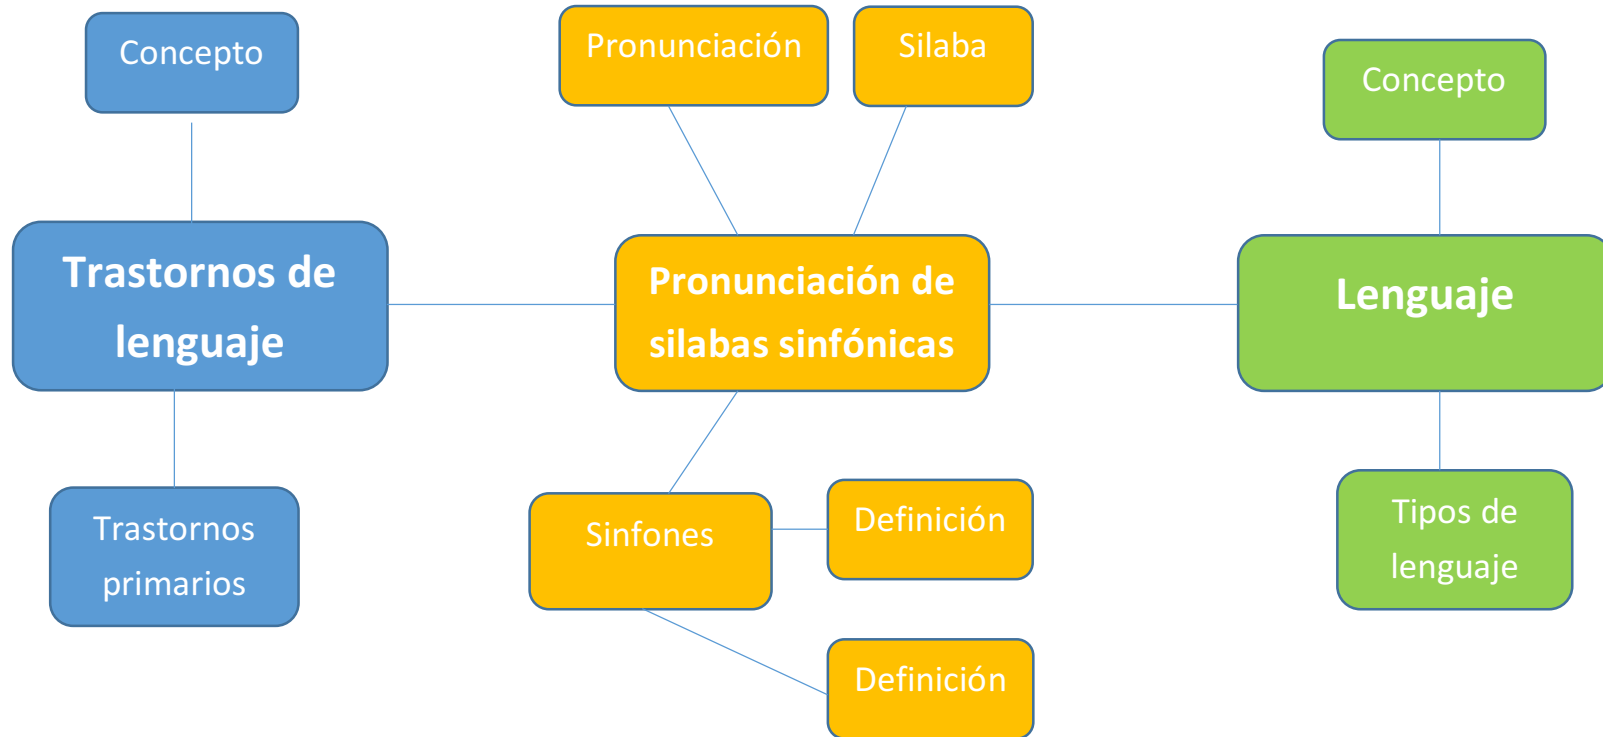 Concepto
Pronunciación
Silaba
Concepto
Trastornos de
lenguaje
Pronunciación de
silabas sinfónicas
Lenguaje
Trastornos
primarios
Sinfones
Definición
Tipos de
lenguaje
Definición